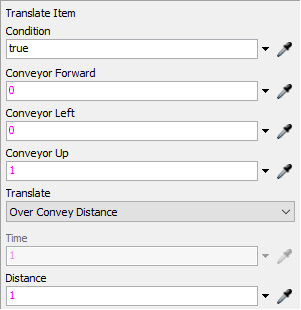 Translate Item
Condition
true
Conveyor Forward
0
Conveyor Left
0
Conveyor Up
1
Translate
Over Convey Distance
Time
1
Distance
1